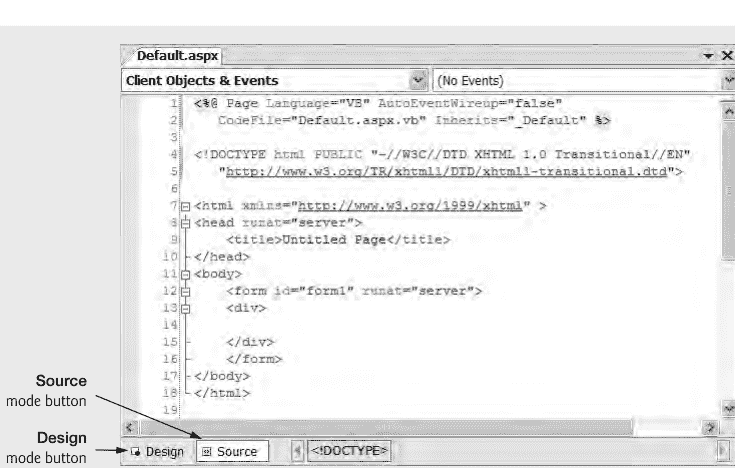 Default.aspx
Client Objects & Events
(No Events)
1 <%@ Page Language="VB" AutoEventWireup="false"
2 CodeFile="Default.aspx.vb" Inherits="_Default" %>
3
4 <!DOCTYPE html PUBLIC "-//W3C//DTD XHTML 1.0 Transitional//EN"
5 "http://www.w3.org/TR/xhtml1/DTD/xhtml1-transitional.dtd">
6
7 <html xmlns="http://www.w3.org/1999/xhtml" >
8 <head runat="server">
9 <title>Untitled Page</title>
10 </head>
11 <body>
12 <form id="form1" runat="server">
13 <div>
14
15 </div>
16 </form>
17 </body>
18 </html>
19
Source
mode button
Design
mode button
Design
Source
<!DOCTYPE>